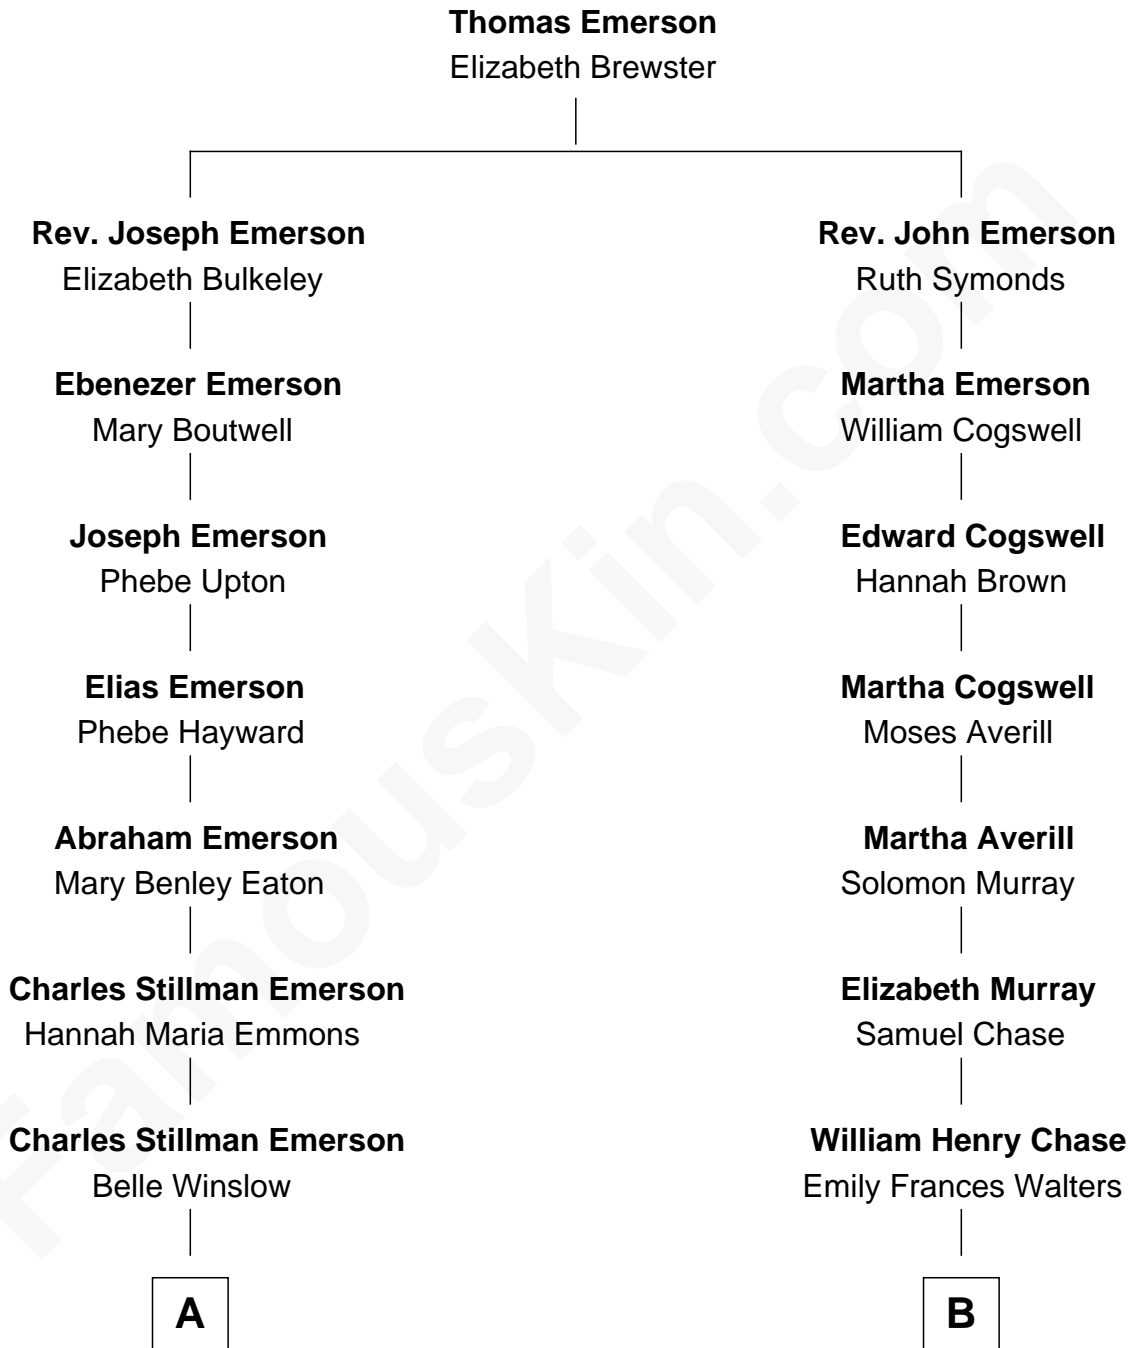 Thomas Emerson
Elizabeth Brewster
Rev. Joseph Emerson
Elizabeth Bulkeley
Rev. John Emerson
Ruth Symonds
Ebenezer Emerson
Mary Boutwell
Martha Emerson
William Cogswell
Joseph Emerson
Phebe Upton
Edward Cogswell
Hannah Brown
Elias Emerson
Phebe Hayward
Martha Cogswell
Moses Averill
Abraham Emerson
Mary Benley Eaton
Martha Averill
Solomon Murray
Charles Stillman Emerson
Hannah Maria Emmons
Elizabeth Murray
Samuel Chase
Charles Stillman Emerson
Belle Winslow
William Henry Chase
Emily Frances Walters
A
B
FamousKin.com